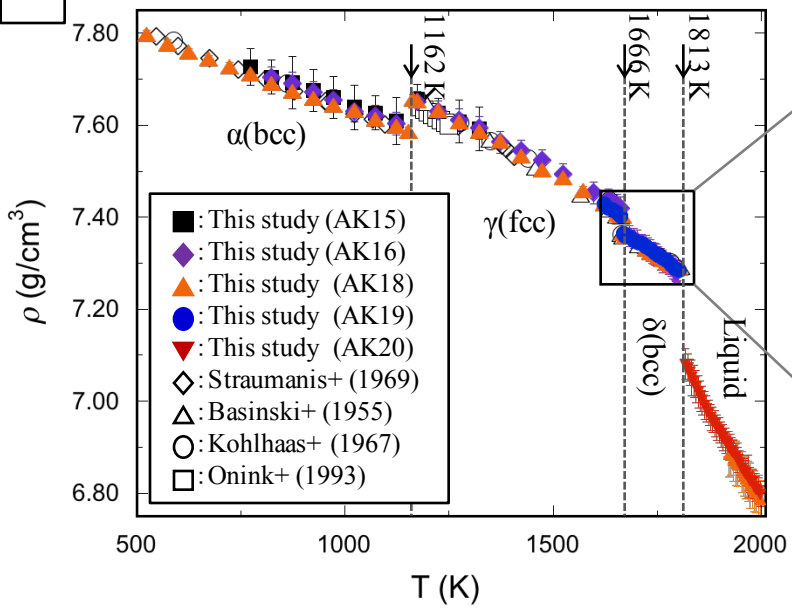 7.80
7.60
7.40
7.20
7.00
6.80
ρ (g/cm³)
500
1000
1500
2000
T (K)
1162 K
1666 K
1813 K
α(bcc)
γ(fcc)
δ(bcc)
Liquid
: This study (AK15)
: This study (AK16)
: This study (AK18)
: This study (AK19)
: This study (AK20)
: Straumanis+ (1969)
: Basinski+ (1955)
: Kohlhaas+ (1967)
: Onink+ (1993)